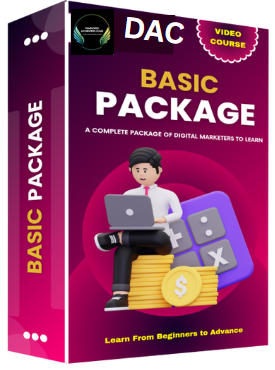 DAC
VIDEO
COURSE
BASIC
PACKAGE
A COMPLETE PACKAGE OF DIGITAL MARKETERS TO LEARN
$
Learn From Beginners to Advance
BASIC PACKAGE